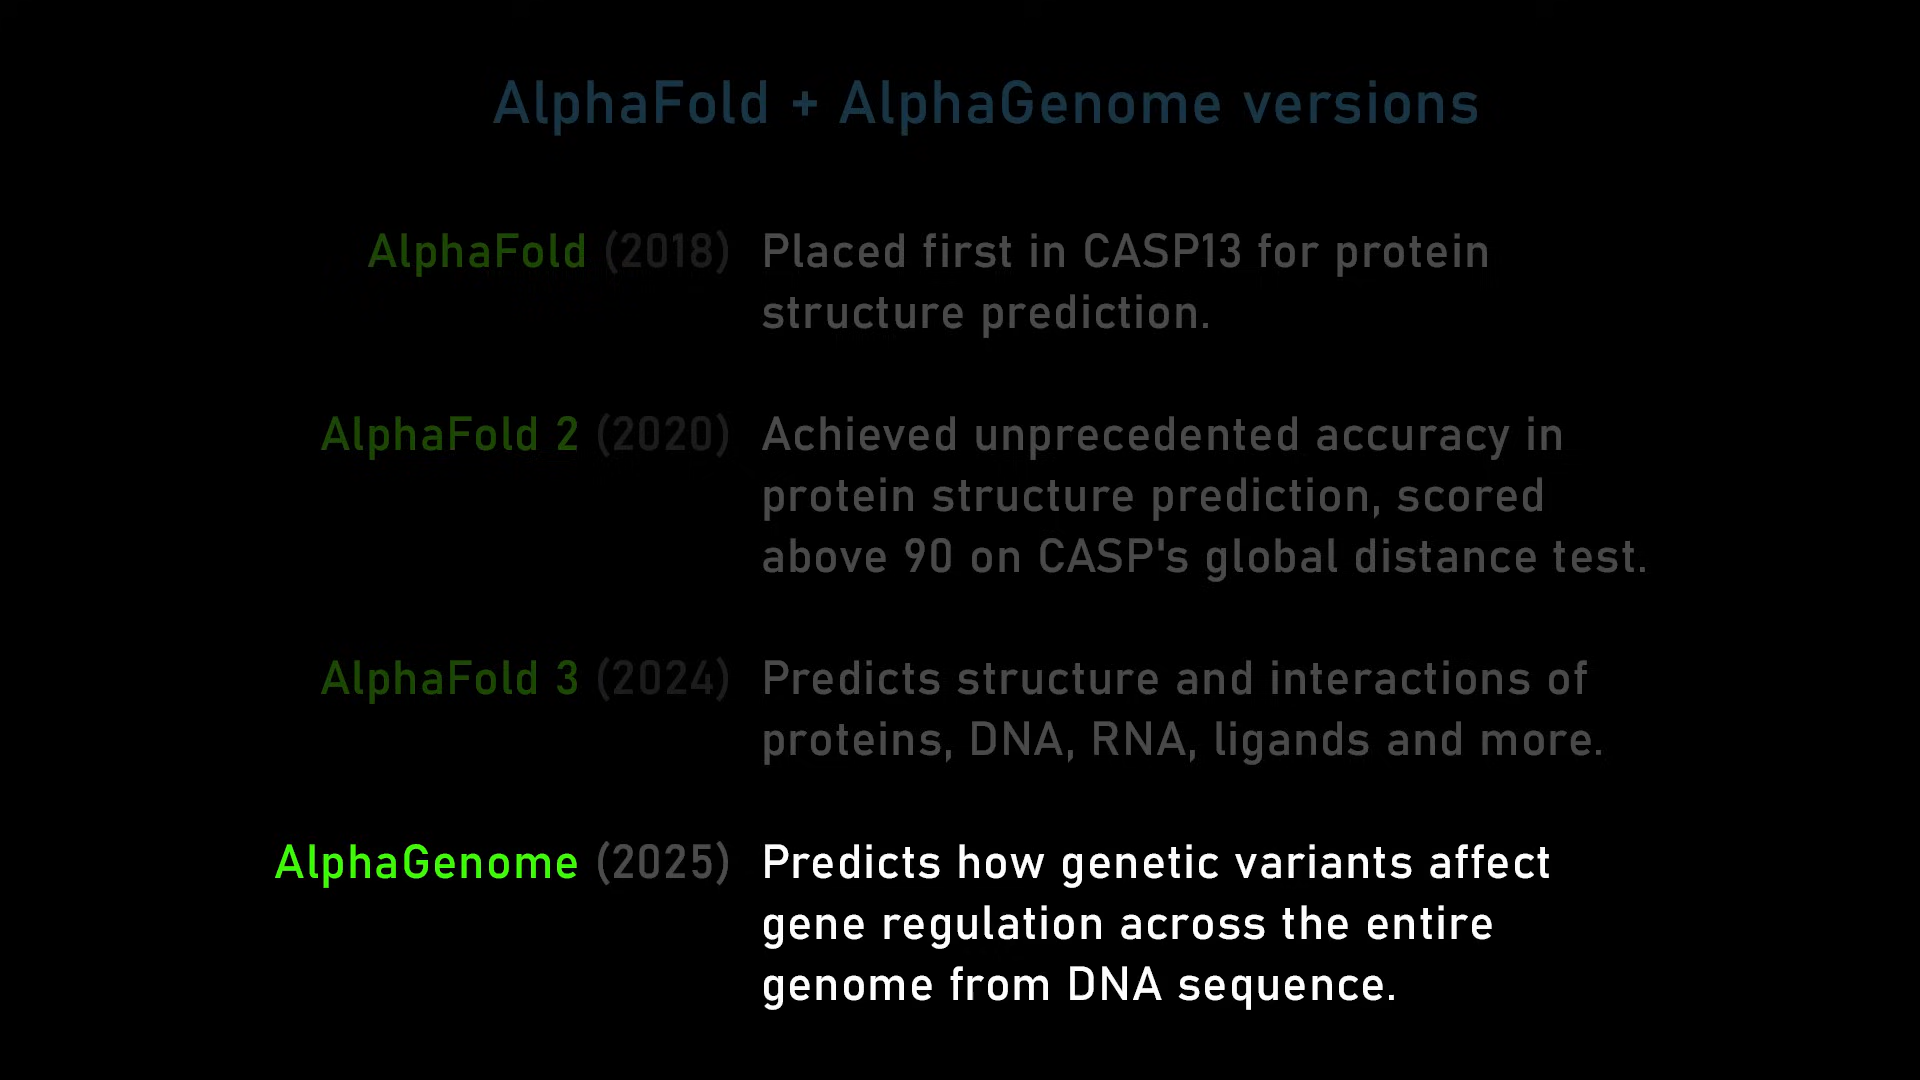 AlphaFold + AlphaGenome versions
AlphaFold (2018) Placed first in CASP13 for protein
structure prediction.
AlphaFold 2 (2020) Achieved unprecedented accuracy in
protein structure prediction, scored
above 90 on CASP's global distance test.
AlphaFold 3 (2024) Predicts structure and interactions of
proteins, DNA, RNA, ligands and more.
AlphaGenome (2025) Predicts how genetic variants affect
gene regulation across the entire
genome from DNA sequence.